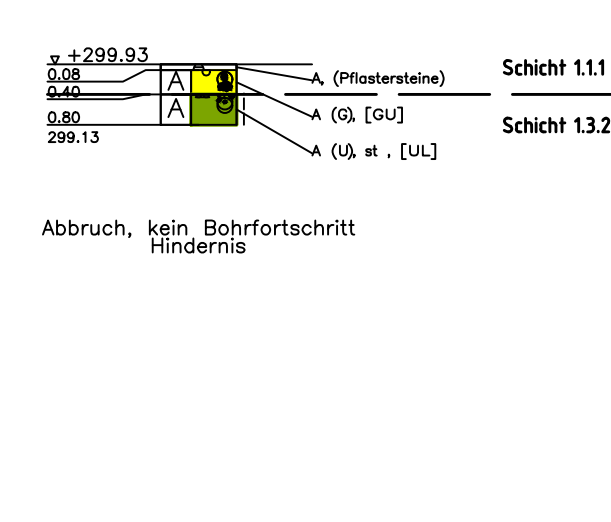 +299.93
0.08
A
A, (Pflastersteine)
Schicht 1.1.1
0.40
A
A (G), [GU]
0.80
Schicht 1.3.2
299.13
A (U), st , [UL]
Abbruch, kein Bohrfortschritt
Hindernis